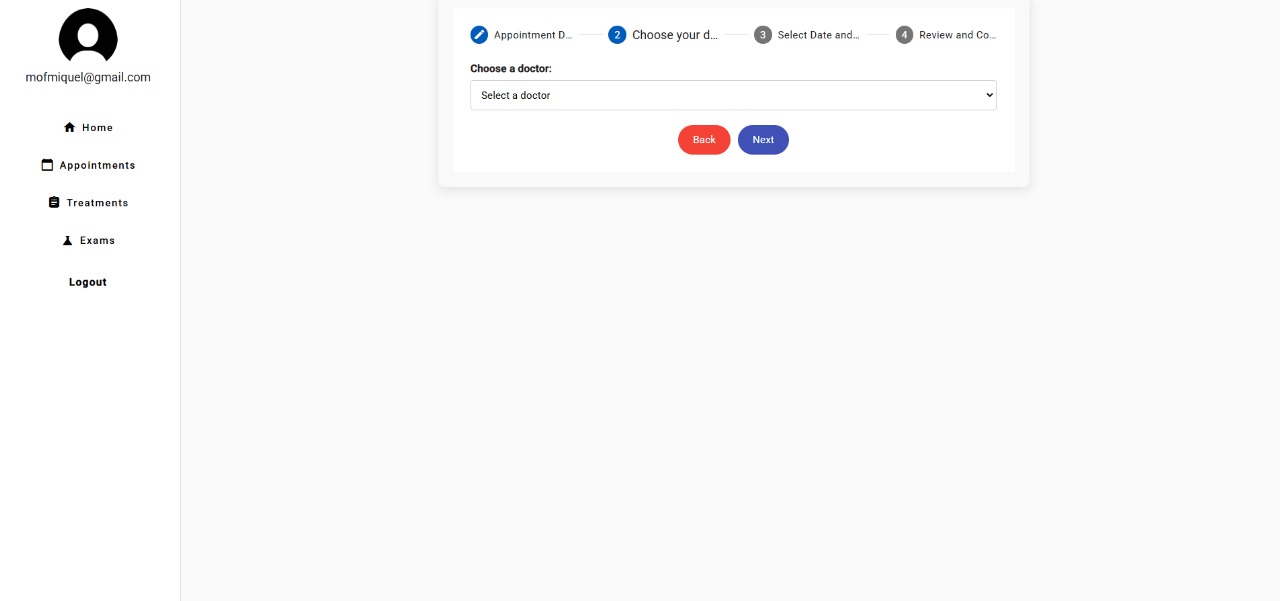 mofmiquel@gmail.com
Home
Appointments
Treatments
Exams
Logout
Appointment D...
2 Choose your d...
3 Select Date and...
4 Review and Co...
Choose a doctor:
Select a doctor
Back Next